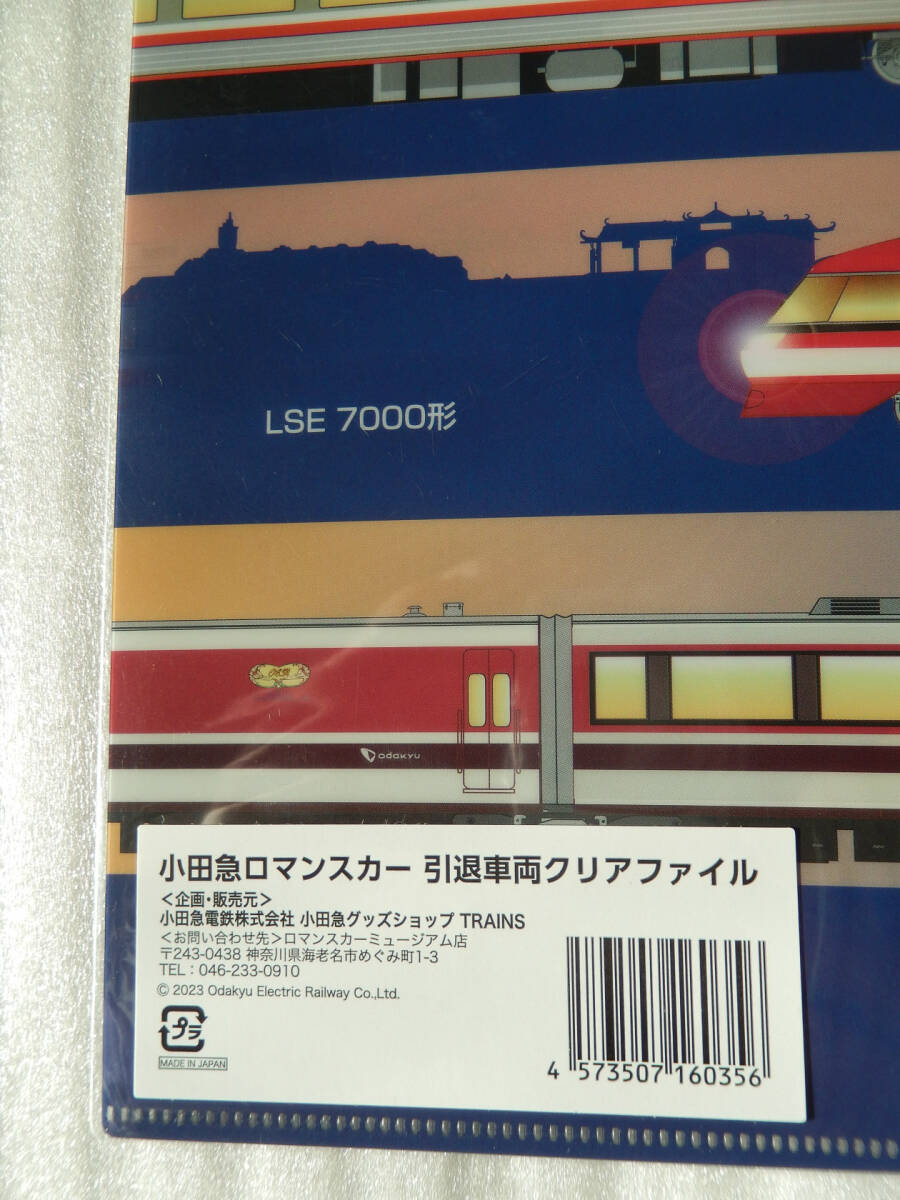 LSE 7000形
odakyu
小田急ロマンスカー 引退車両クリアファイル
<企画・販売元>
小田急電鉄株式会社 小田急グッズショップ TRAINS
<お問い合わせ先>ロマンスカーミュージアム店
〒243-0438 神奈川県海老名市めぐみ町1-3
TEL：046-233-0910
© 2023 Odakyu Electric Railway Co.,Ltd.
プラ
MADE IN JAPAN
4 573507 160356